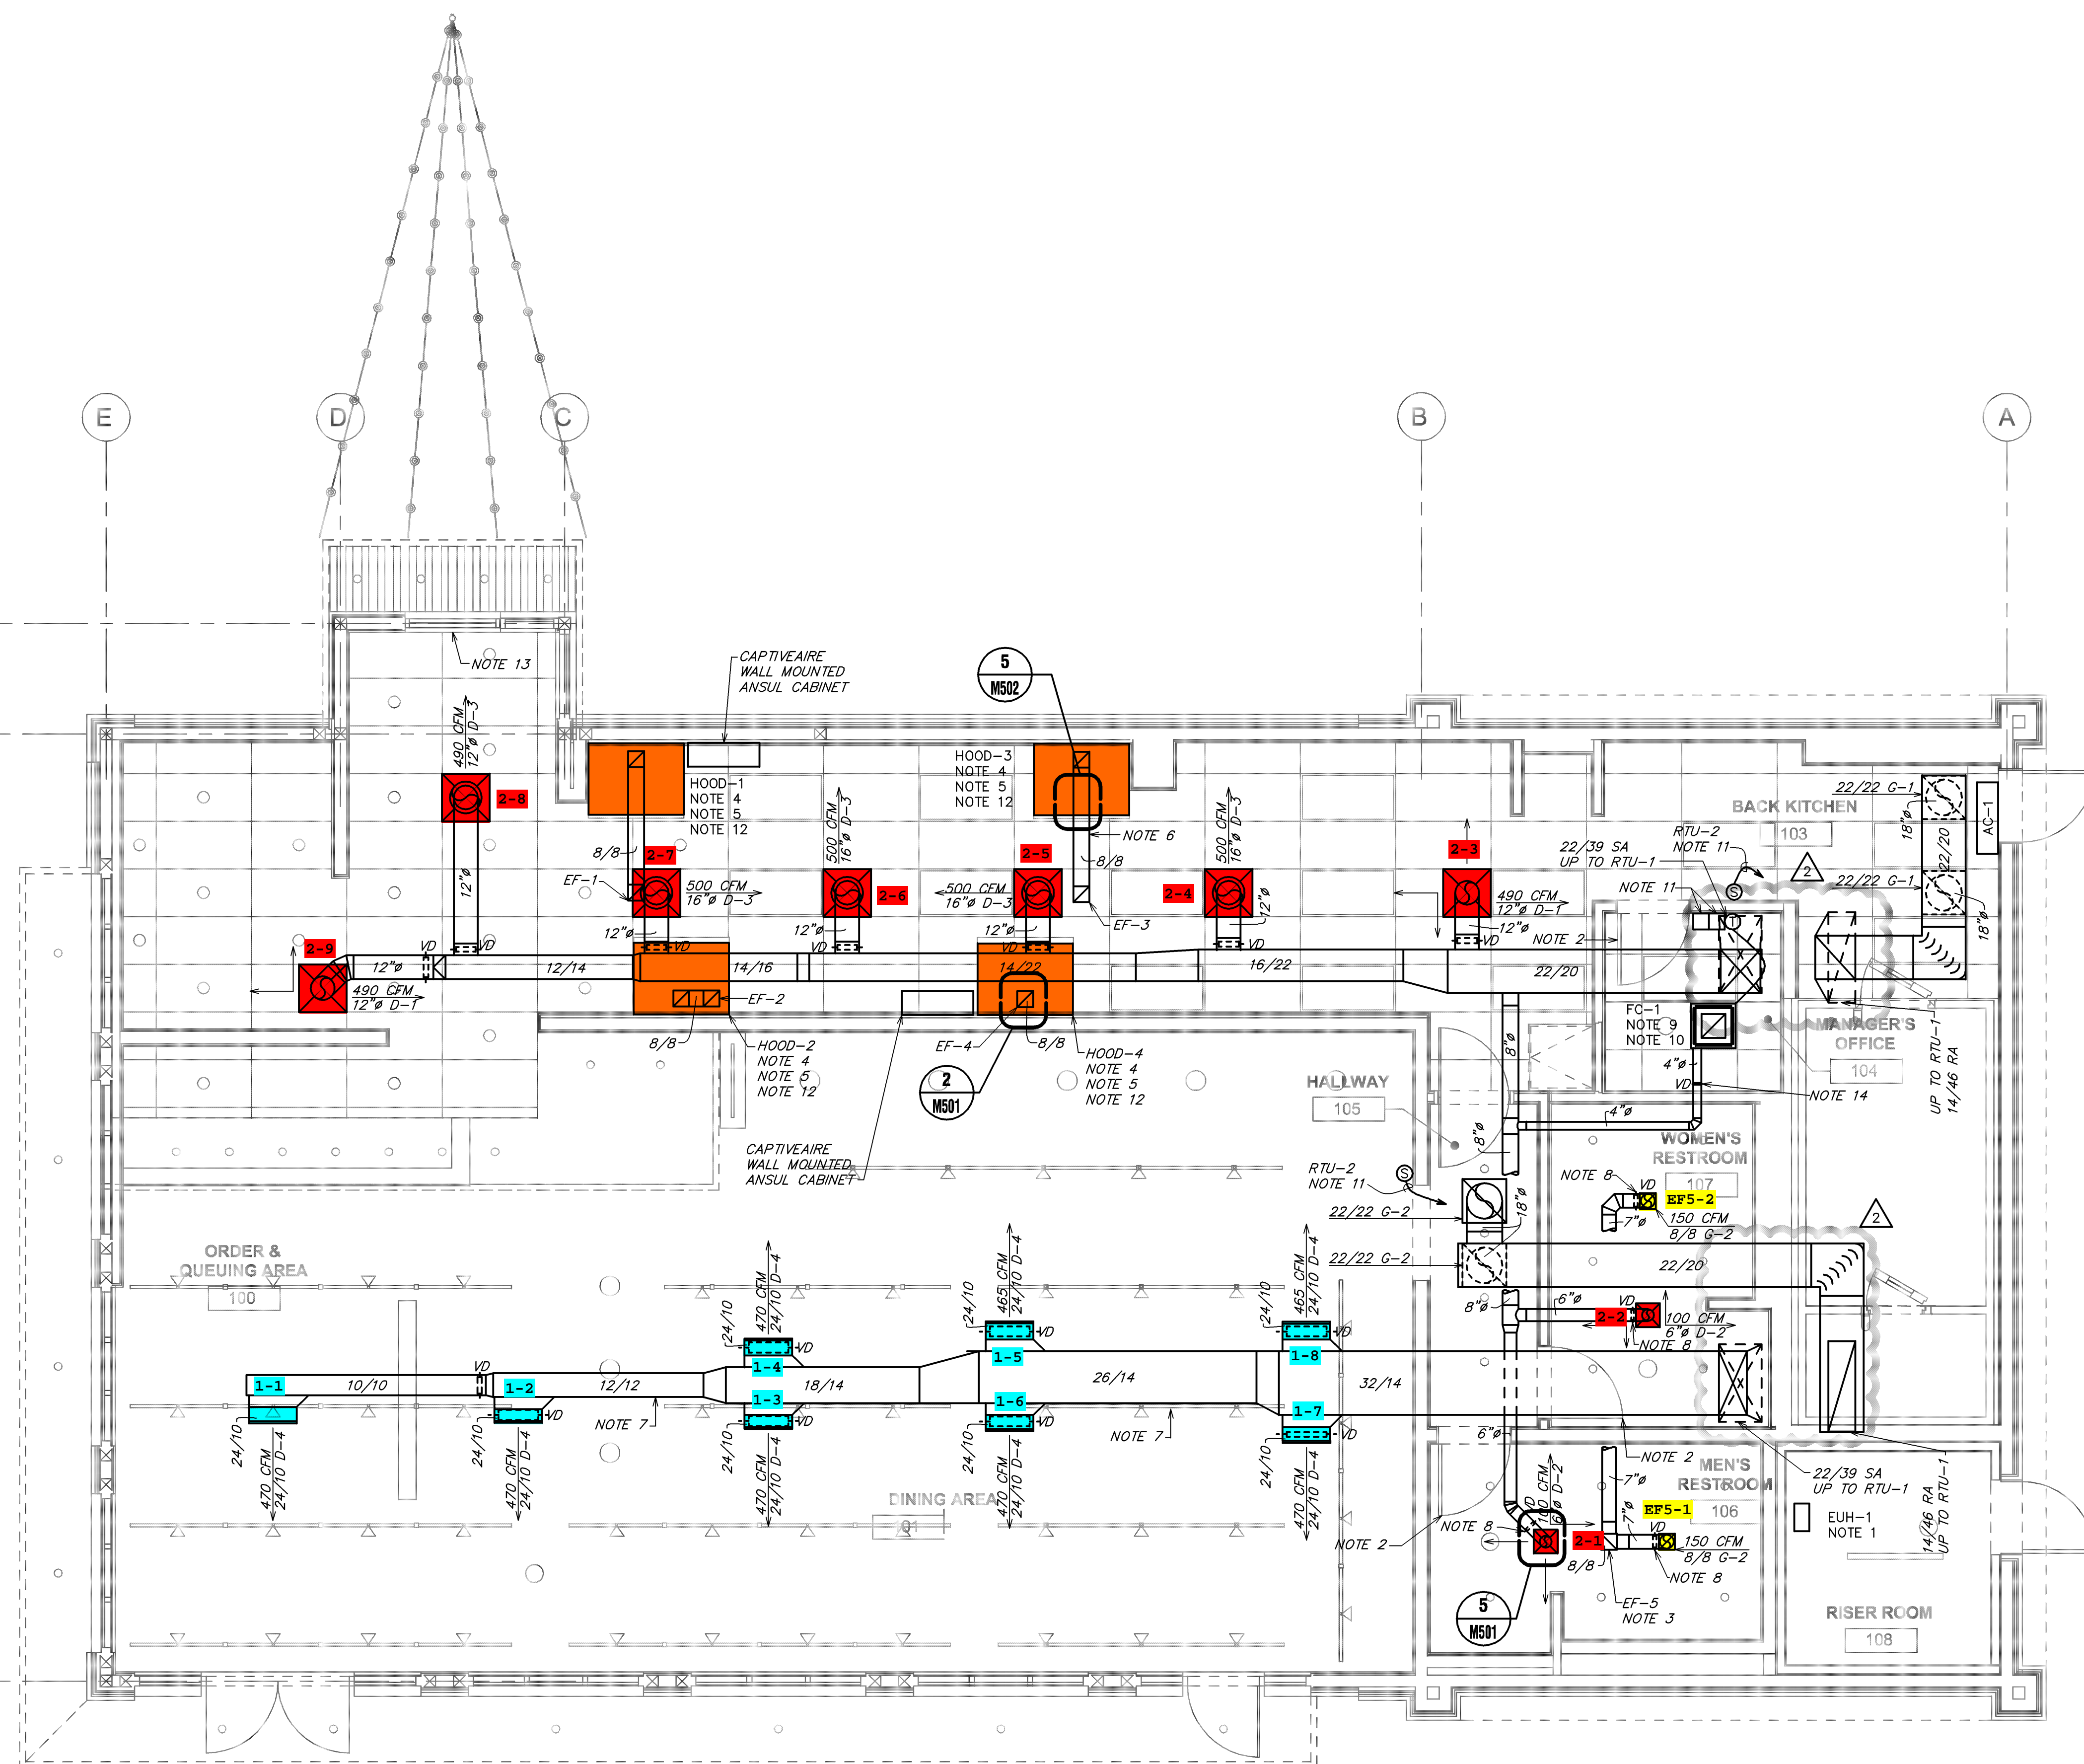 E
D
C
B
A
NOTE 13
490 CFM
12"ø D-3
2-8
12"ø
CAPTIVEAIRE
WALL MOUNTED
ANSUL CABINET
5
M502
HOOD-1
NOTE 4
NOTE 5
NOTE 12
HOOD-3
NOTE 4
NOTE 5
NOTE 12
NOTE 6
8/8
8/8
EF-1
EF-3
2-7
500 CFM
16"ø D-3
12"ø
VD
500 CFM
16"ø D-3
2-6
12"ø
VD
2-5
500 CFM
16"ø D-3
12"ø
VD
500 CFM
16"ø D-3
2-4
12"ø
2-3
490 CFM
12"ø D-1
12"ø
VD
BACK KITCHEN
103
RTU-2
NOTE 11
22/39 SA
UP TO RTU-1
NOTE 11
NOTE 2
S
T
2
22/22 G-1
18"ø
22/20
22/22 G-1
18"ø
AC-1
2-9
490 CFM
12"ø D-1
12"ø
VD
VD
12/14
14/16
14/22
16/22
22/20
EF-2
8/8
HOOD-2
NOTE 4
NOTE 5
NOTE 12
EF-4
8/8
HOOD-4
NOTE 4
NOTE 5
NOTE 12
2
M501
CAPTIVEAIRE
WALL MOUNTED
ANSUL CABINET
FC-1
NOTE 9
NOTE 10
4"ø
VD
NOTE 14
4"ø
8"ø
8"ø
MANAGER'S
OFFICE
104
UP TO RTU-1
14/46 RA
HALLWAY
105
WOMEN'S
RESTROOM
107
RTU-2
NOTE 11
S
NOTE 8
VD
EF5-2
7"ø
150 CFM
8/8 G-2
2
22/22 G-2
18"ø
22/22 G-2
22/20
8"ø
6"ø
2-2
VD
100 CFM
6"ø D-2
NOTE 8
ORDER &
QUEUING AREA
100
1-1
24/10
470 CFM
24/10 D-4
10/10
VD
1-2
24/10
VD
470 CFM
24/10 D-4
12/12
NOTE 7
470 CFM
24/10 D-4
24/10
VD
1-4
1-3
18/14
24/10
VD
470 CFM
24/10 D-4
465 CFM
24/10 D-4
24/10
VD
1-5
1-6
26/14
24/10
VD
470 CFM
24/10 D-4
NOTE 7
465 CFM
24/10 D-4
24/10
VD
1-8
1-7
32/14
24/10
VD
470 CFM
24/10 D-4
DINING AREA
101
6"ø
NOTE 2
NOTE 2
NOTE 8
VD
100 CFM
6"ø D-2
2-1
5
M501
7"ø
7"ø
MEN'S
RESTROOM
106
EF5-1
VD
150 CFM
8/8 G-2
8/8
NOTE 8
EF-5
NOTE 3
22/39 SA
UP TO RTU-1
EUH-1
NOTE 1
14/46 RA
UP TO RTU-1
RISER ROOM
108